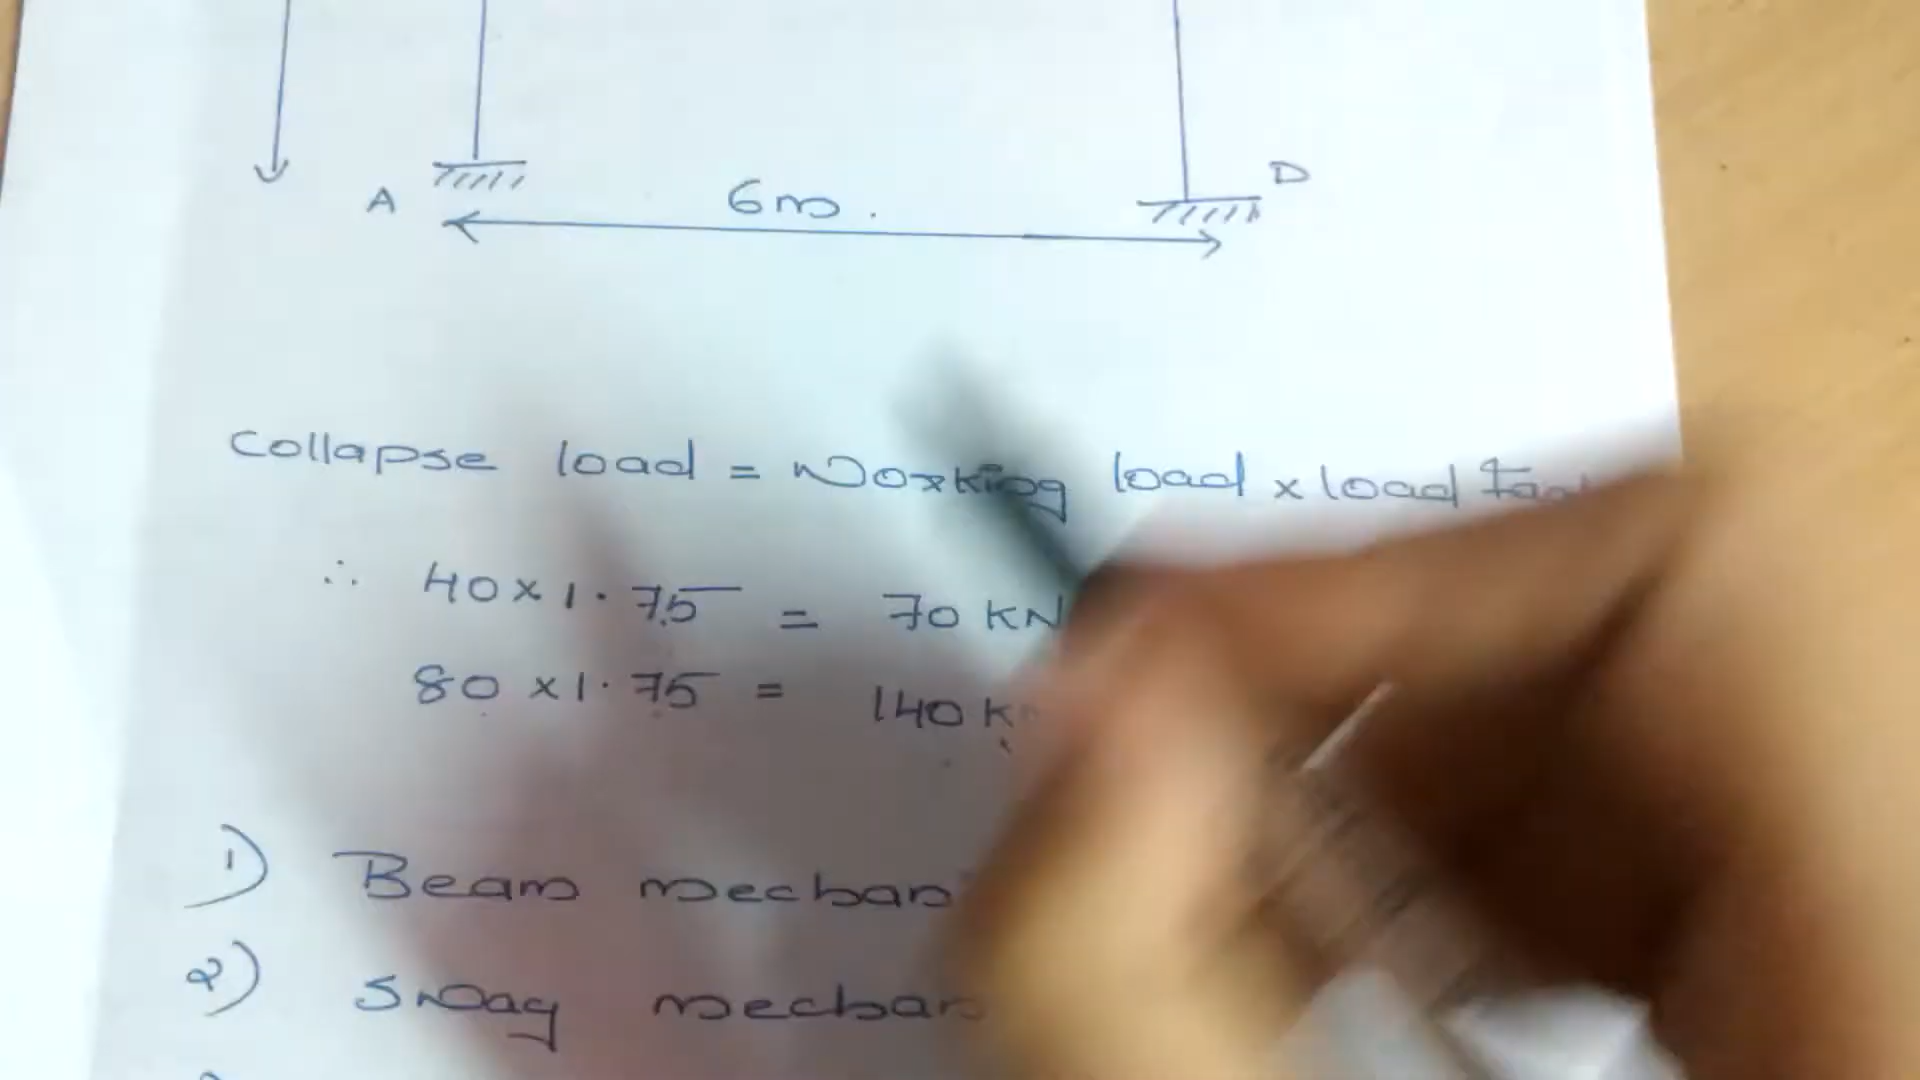 A
6m.
D
Collapse load = Working load x load
∴ 40 x 1.75 = 70 KN
80 x 1.75 = 140 K
1) Beam
2) Sway